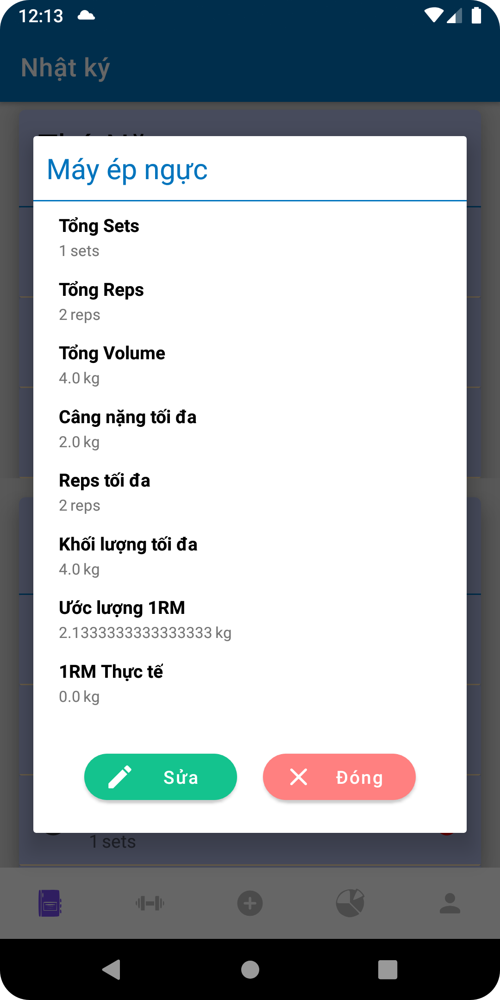 12:13
Nhật ký
Máy ép ngực
Tổng Sets
1 sets
Tổng Reps
2 reps
Tổng Volume
4.0 kg
Câng nặng tối đa
2.0 kg
Reps tối đa
2 reps
Khối lượng tối đa
4.0 kg
Ước lượng 1RM
2.1333333333333333 kg
1RM Thực tế
0.0 kg
Sửa
Đóng
1 sets